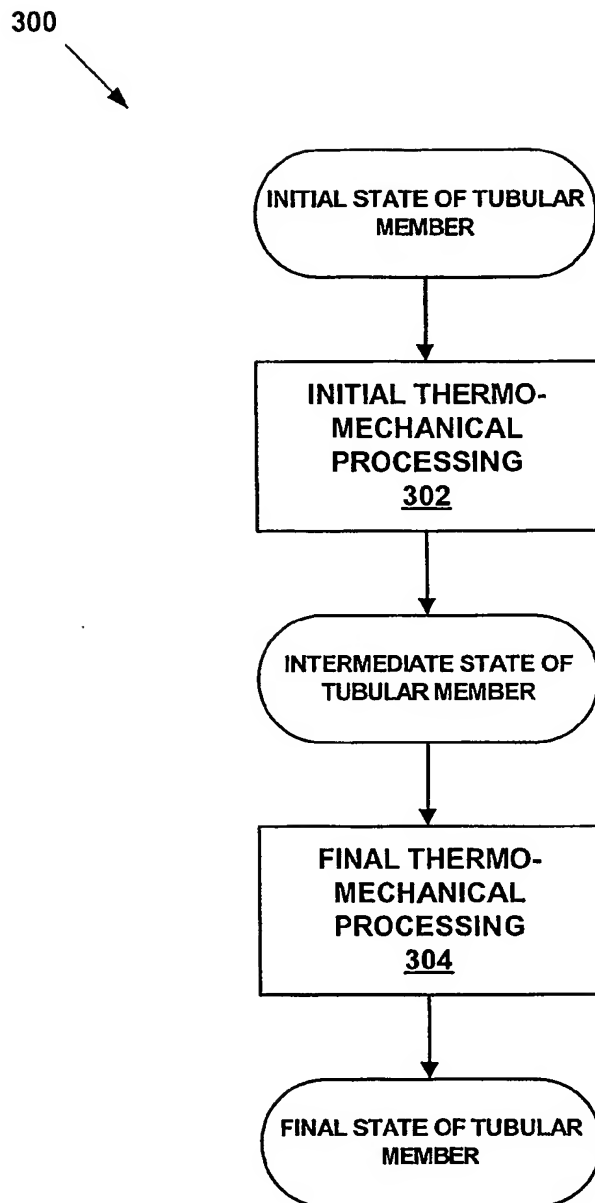 300
INITIAL STATE OF TUBULAR
MEMBER
INITIAL THERMO-
MECHANICAL
PROCESSING
302
INTERMEDIATE STATE OF
TUBULAR MEMBER
FINAL THERMO-
MECHANICAL
PROCESSING
304
FINAL STATE OF TUBULAR
MEMBER